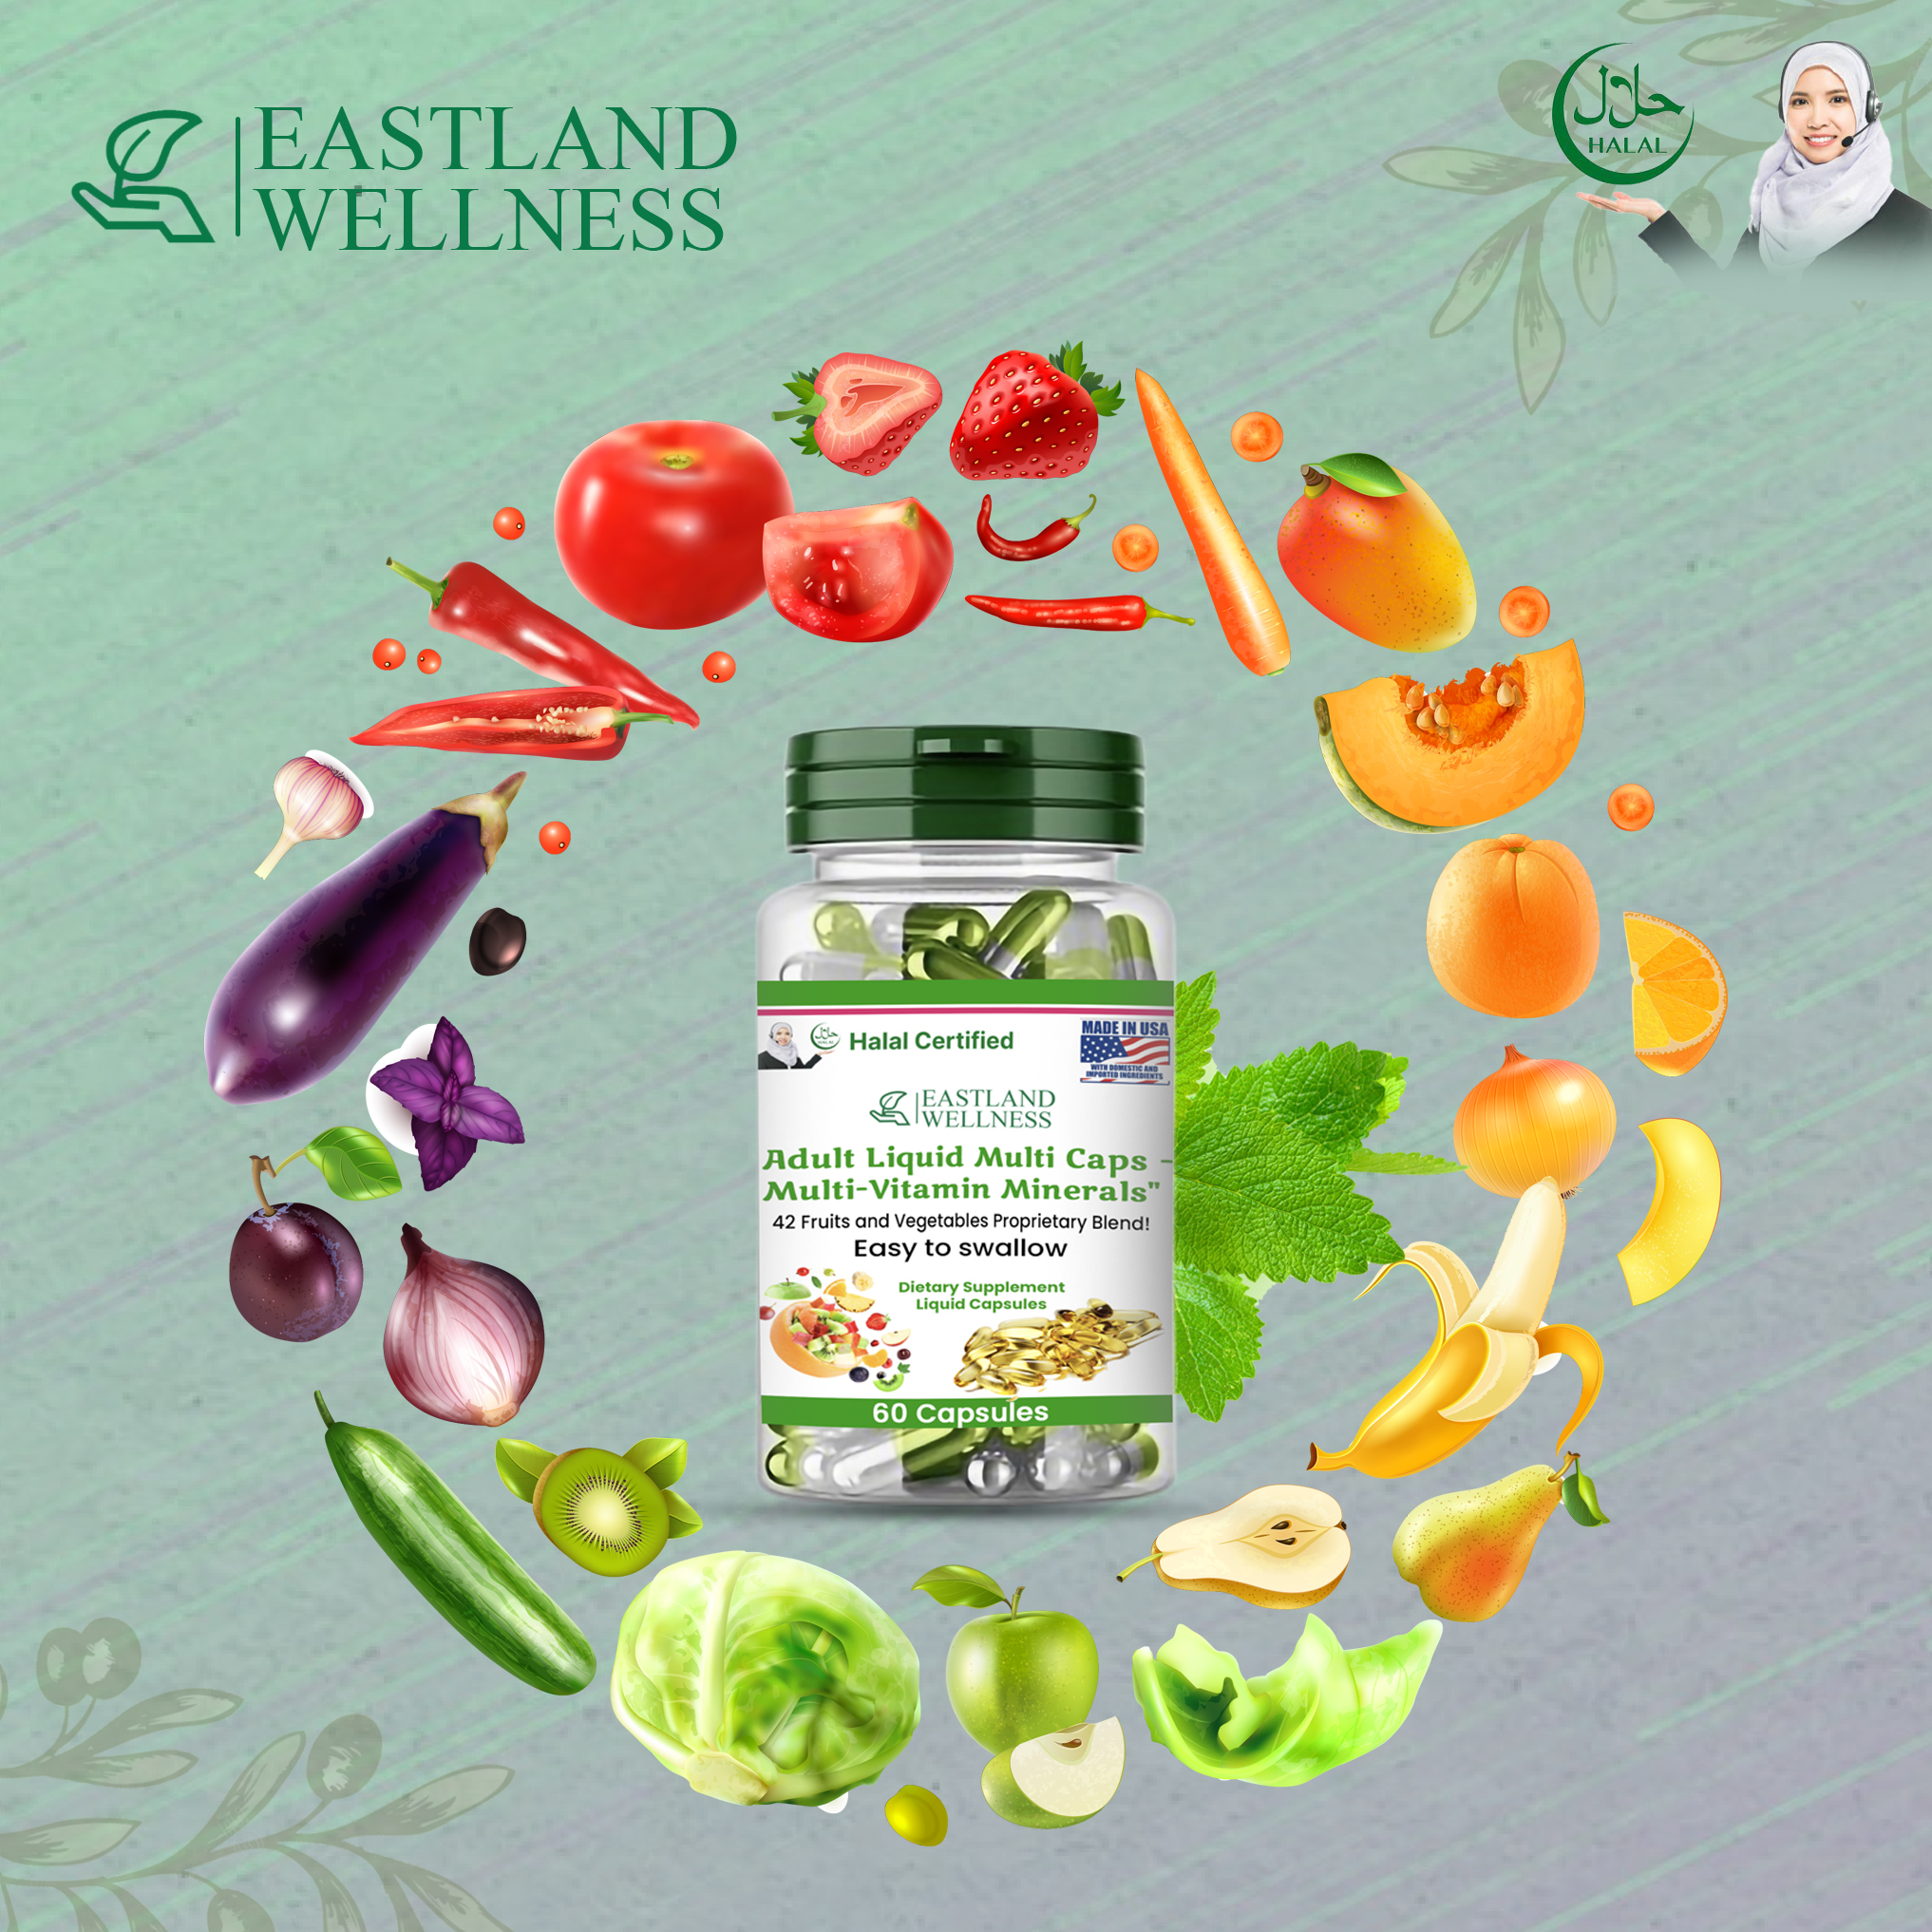 EASTLAND
WELLNESS
حلال
HALAL
حلال
Halal Certified
MADE IN USA
WITH DOMESTIC AND
IMPORTED INGREDIENTS
EASTLAND
WELLNESS
Adult Liquid Multi Caps -
Multi-Vitamin Minerals"
42 Fruits and Vegetables Proprietary Blend!
Easy to swallow
Dietary Supplement
Liquid Capsules
60 Capsules